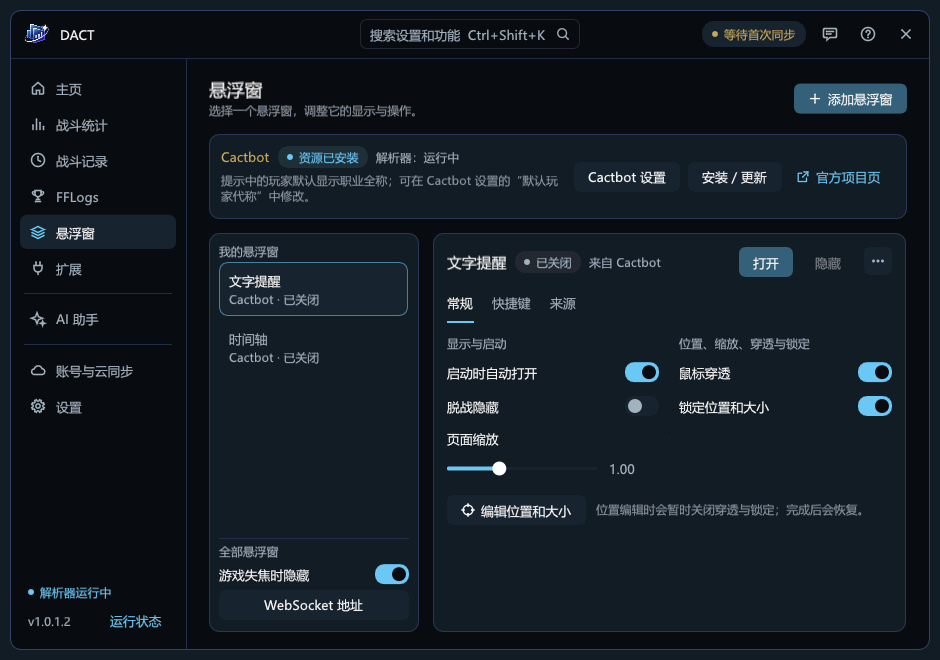 DACT
搜索设置和功能 Ctrl+Shift+K
等待首次同步
主页
战斗统计
战斗记录
FFLogs
悬浮窗
扩展
AI 助手
账号与云同步
设置
解析器运行中
v1.0.1.2 运行状态
悬浮窗
选择一个悬浮窗，调整它的显示与操作。
添加悬浮窗
Cactbot 资源已安装 解析器：运行中
提示中的玩家默认显示职业全称；可在 Cactbot 设置的“默认玩
家代称”中修改。
Cactbot 设置
安装 / 更新
官方项目页
我的悬浮窗
文字提醒
Cactbot · 已关闭
时间轴
Cactbot · 已关闭
全部悬浮窗
游戏失焦时隐藏
WebSocket 地址
文字提醒 已关闭 来自 Cactbot
打开
隐藏
常规 快捷键 来源
显示与启动
启动时自动打开
脱战隐藏
页面缩放
1.00
位置、缩放、穿透与锁定
鼠标穿透
锁定位置和大小
编辑位置和大小
位置编辑时会暂时关闭穿透与锁定；完成后会恢复。